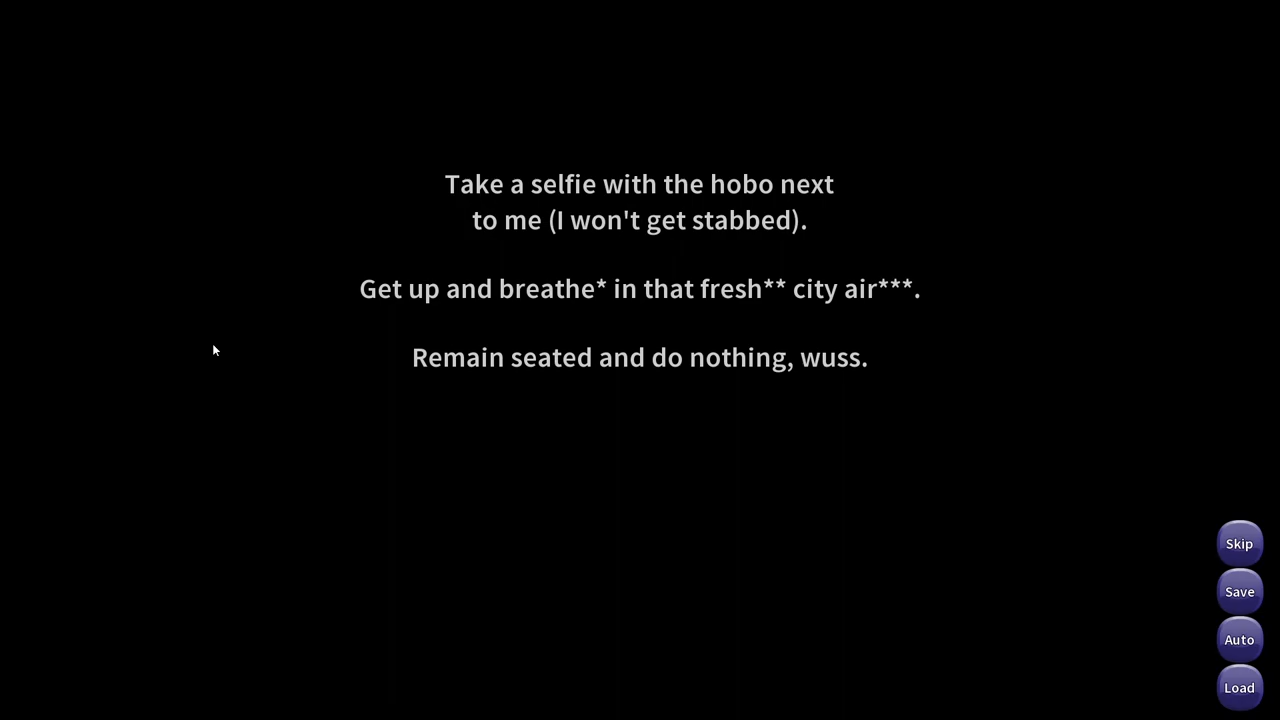 Take a selfie with the hobo next
to me (I won't get stabbed).
Get up and breathe* in that fresh** city air***.
Remain seated and do nothing, wuss.
Skip
Save
Auto
Load